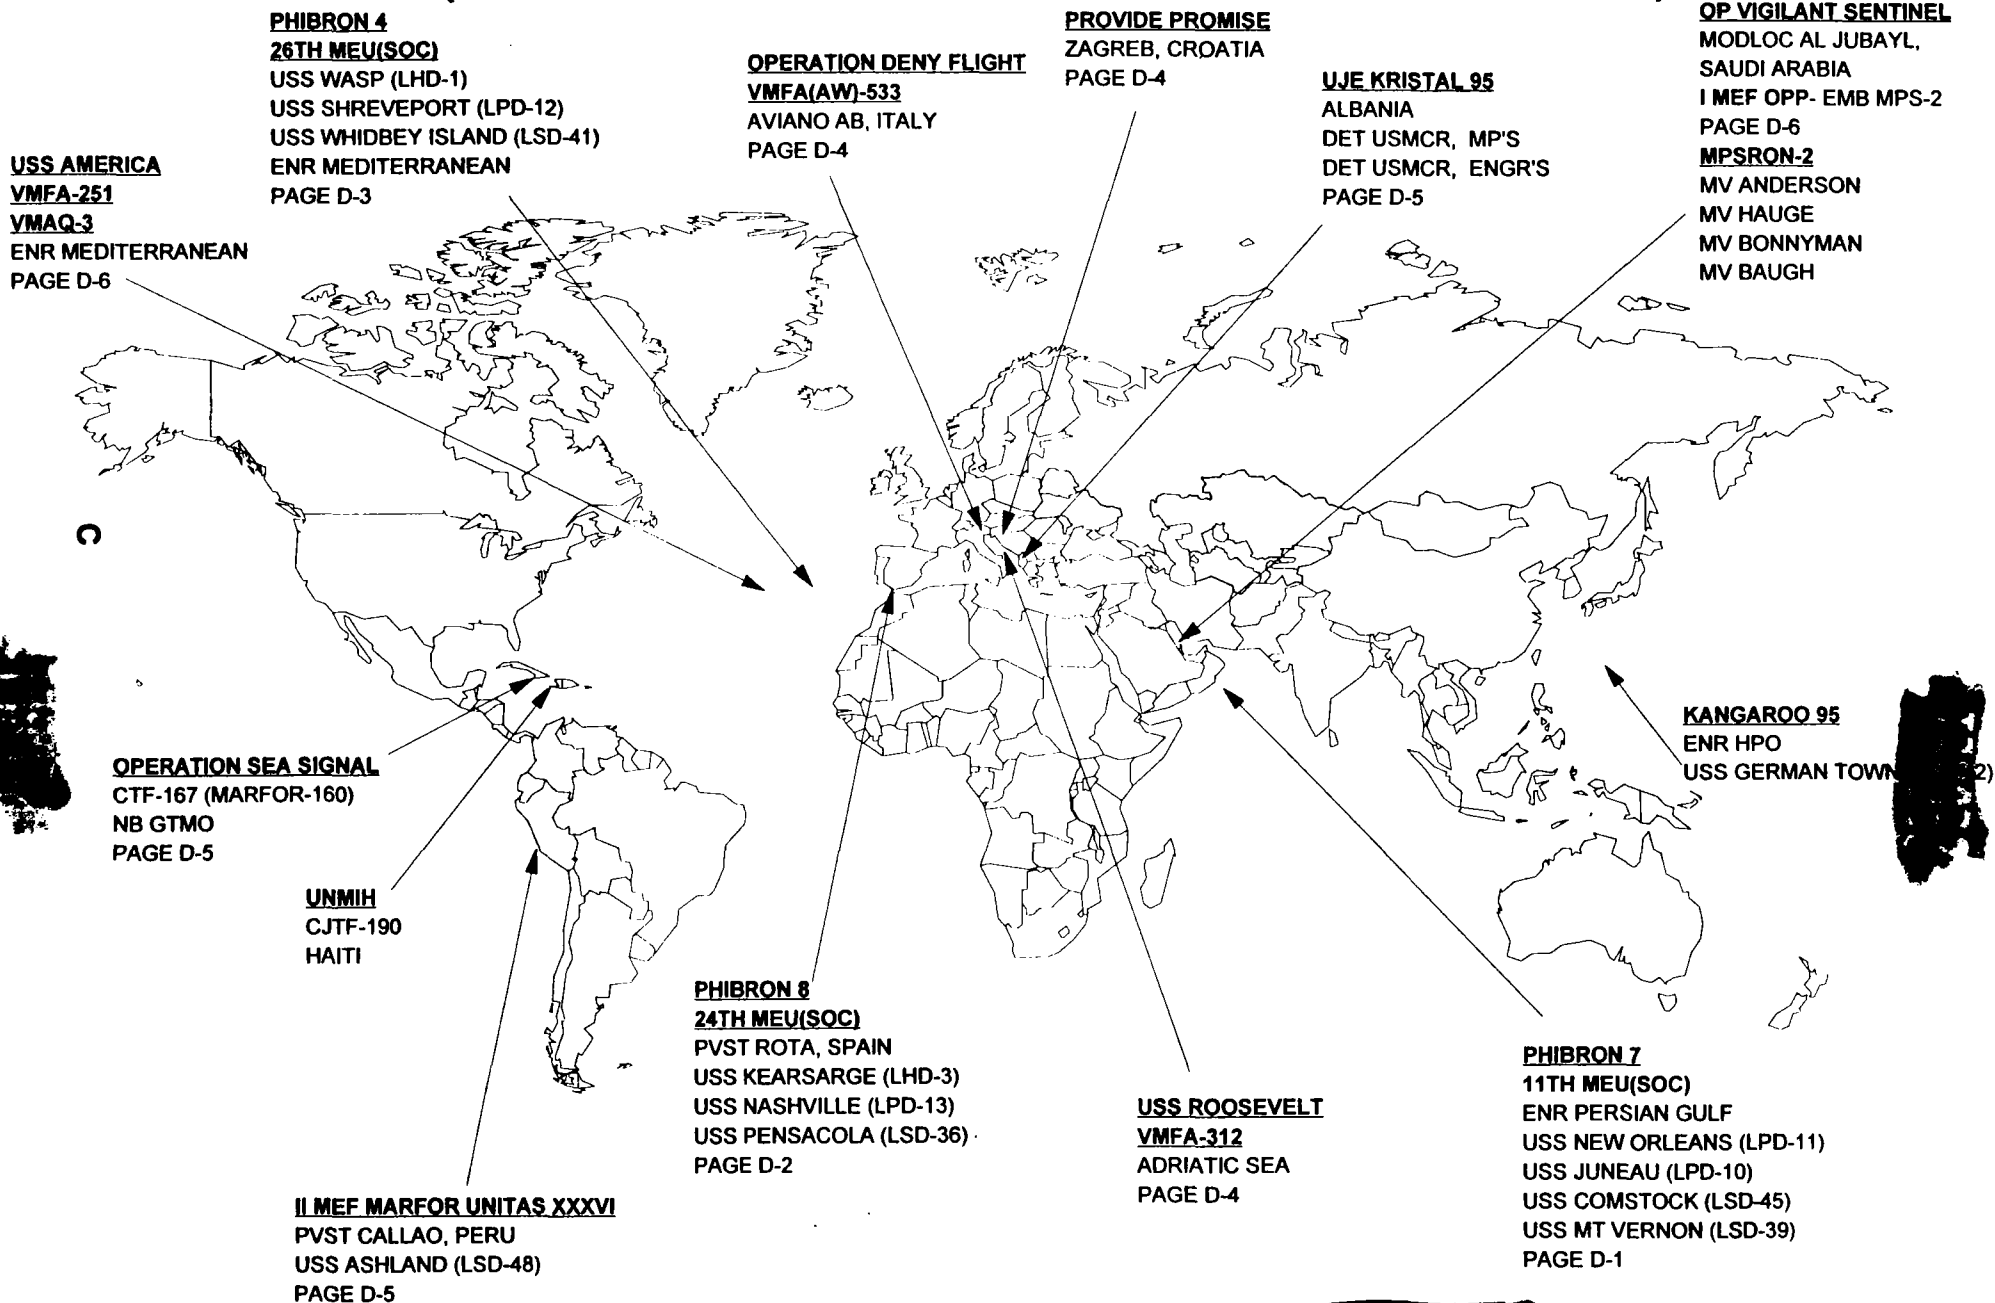 PHIBRON 4
26TH MEU(SOC)
USS WASP (LHD-1)
USS SHREVEPORT (LPD-12)
USS WHIDBEY ISLAND (LSD-41)
ENR MEDITERRANEAN
PAGE D-3
OPERATION DENY FLIGHT
VMFA(AW)-533
AVIANO AB, ITALY
PAGE D-4
PROVIDE PROMISE
ZAGREB, CROATIA
PAGE D-4
UJE KRISTAL 95
ALBANIA
DET USMCR, MP'S
DET USMCR, ENGR'S
PAGE D-5
OP VIGILANT SENTINEL
MODLOC AL JUBAYL,
SAUDI ARABIA
I MEF OPP- EMB MPS-2
PAGE D-6
MPSRON-2
MV ANDERSON
MV HAUGE
MV BONNYMAN
MV BAUGH
USS AMERICA
VMFA-251
VMAQ-3
ENR MEDITERRANEAN
PAGE D-6
C
KANGAROO 95
ENR HPO
USS GERMAN TOWN 2)
OPERATION SEA SIGNAL
CTF-167 (MARFOR-160)
NB GTMO
PAGE D-5
UNMIH
CJTF-190
HAITI
PHIBRON 8
24TH MEU(SOC)
PVST ROTA, SPAIN
USS KEARSARGE (LHD-3)
USS NASHVILLE (LPD-13)
USS PENSACOLA (LSD-36)
PAGE D-2
USS ROOSEVELT
VMFA-312
ADRIATIC SEA
PAGE D-4
PHIBRON 7
11TH MEU(SOC)
ENR PERSIAN GULF
USS NEW ORLEANS (LPD-11)
USS JUNEAU (LPD-10)
USS COMSTOCK (LSD-45)
USS MT VERNON (LSD-39)
PAGE D-1
II MEF MARFOR UNITAS XXXVI
PVST CALLAO, PERU
USS ASHLAND (LSD-48)
PAGE D-5